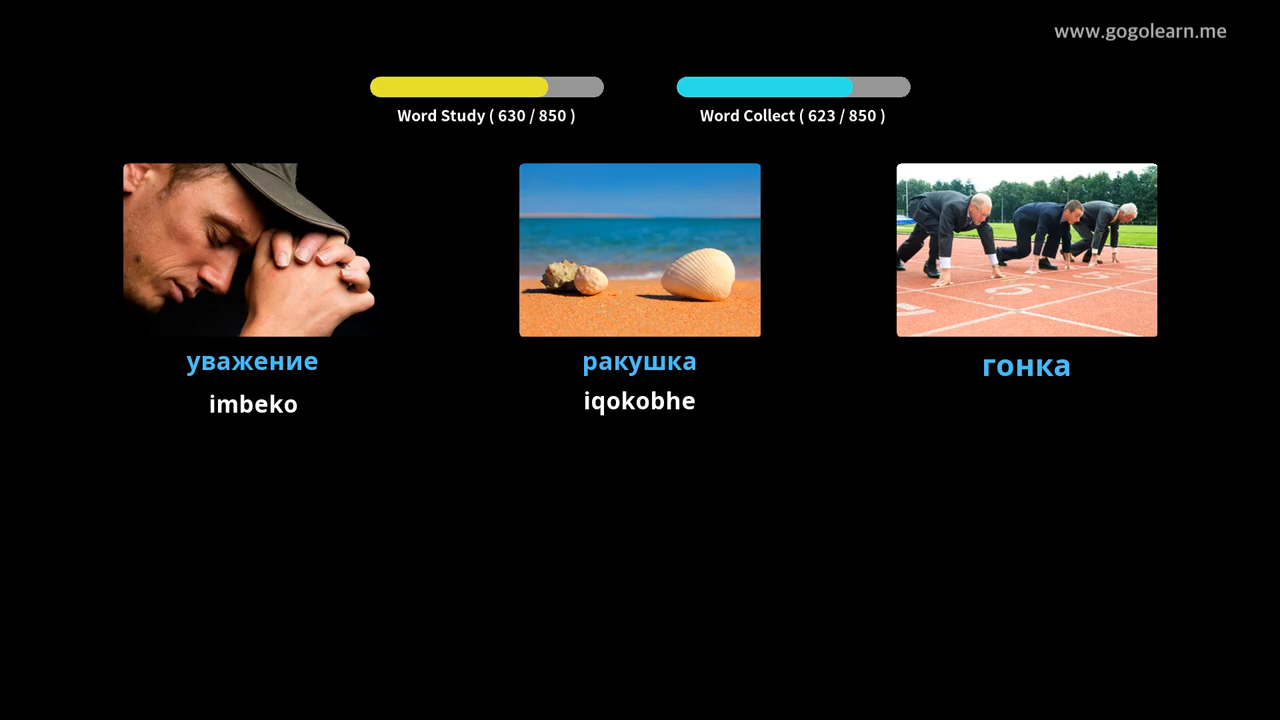 www.gogolearn.me
Word Study ( 630 / 850 )
Word Collect ( 623 / 850 )
уважение
imbeko
ракушка
iqokobhe
гонка